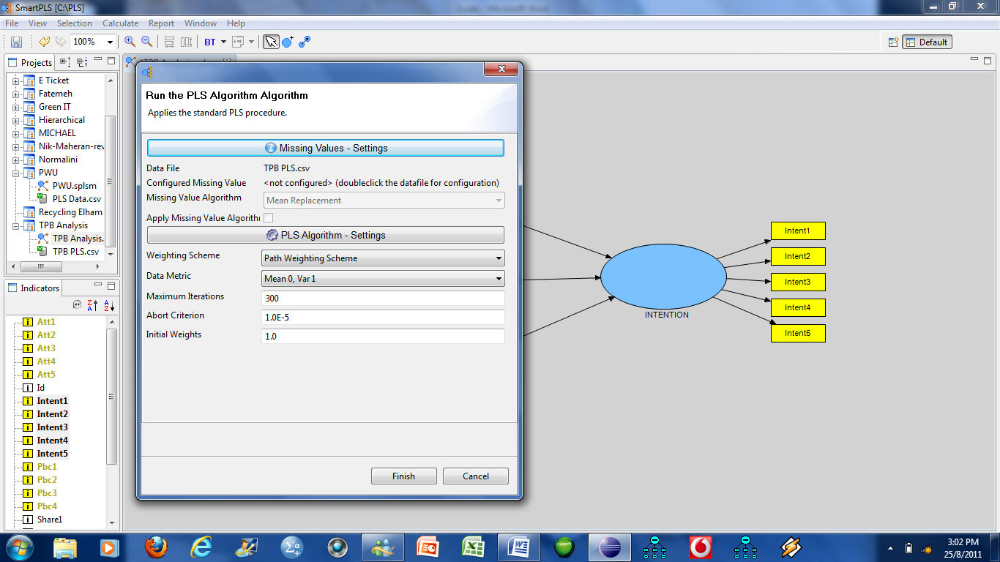 SmartPLS [C:\PLS]
File View Selection Calculate Report Window Help
100% BT Default
Projects
E Ticket
Fatemeh
Green IT
Hierarchical
MICHAEL
Nik-Maheran-rev
Normalini
PWU
PWU.splsm
PLS Data.csv
Recycling Elham
TPB Analysis
TPB Analysis.
TPB PLS.csv
Indicators
Att1
Att2
Att3
Att4
Att5
Id
Intent1
Intent2
Intent3
Intent4
Intent5
Pbc1
Pbc2
Pbc3
Pbc4
Share1
Run the PLS Algorithm Algorithm
Applies the standard PLS procedure.
Missing Values - Settings
Data File TPB PLS.csv
Configured Missing Value <not configured> (doubleclick the datafile for configuration)
Missing Value Algorithm Mean Replacement
Apply Missing Value Algorith
PLS Algorithm - Settings
Weighting Scheme Path Weighting Scheme
Data Metric Mean 0, Var 1
Maximum Iterations 300
Abort Criterion 1.0E-5
Initial Weights 1.0
Finish Cancel
INTENTION
Intent1
Intent2
Intent3
Intent4
Intent5
3:02 PM
25/8/2011